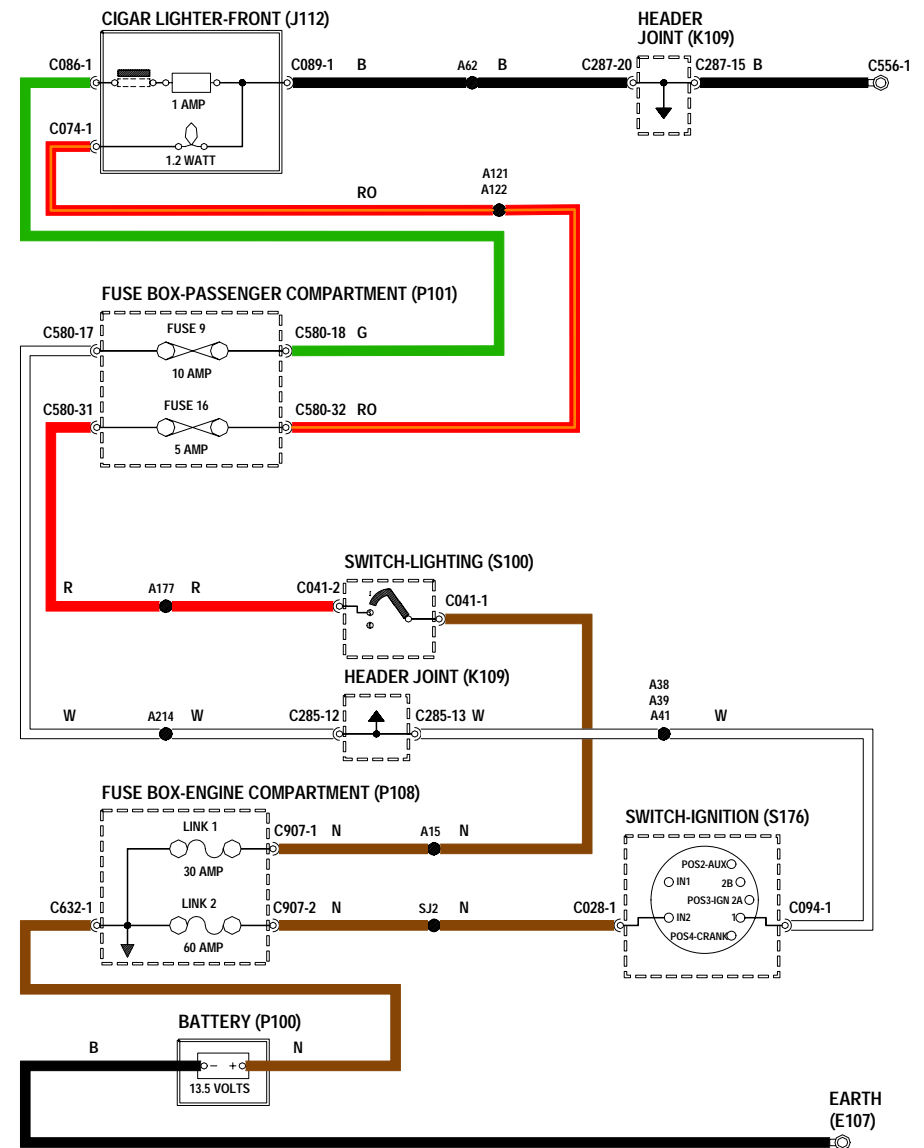 CIGAR LIGHTER-FRONT (J112)
HEADER
JOINT (K109)
C086-1
C089-1 B
A62 B
C287-20
C287-15 B
C556-1
1 AMP
C074-1
1.2 WATT
RO
A121
A122
FUSE BOX-PASSENGER COMPARTMENT (P101)
C580-17
FUSE 9
C580-18 G
10 AMP
C580-31
FUSE 16
C580-32 RO
5 AMP
SWITCH-LIGHTING (S100)
R
A177 R
C041-2
C041-1
HEADER JOINT (K109)
A38
A39
A41
W
A214 W
C285-12
C285-13 W
W
FUSE BOX-ENGINE COMPARTMENT (P108)
SWITCH-IGNITION (S176)
LINK 1
C907-1 N
A15 N
30 AMP
POS2-AUX
IN1
2B
POS3-IGN 2A
C632-1
LINK 2
C907-2 N
SJ2 N
C028-1
IN2
1
C094-1
60 AMP
POS4-CRANK
BATTERY (P100)
B
N
- +
13.5 VOLTS
EARTH
(E107)